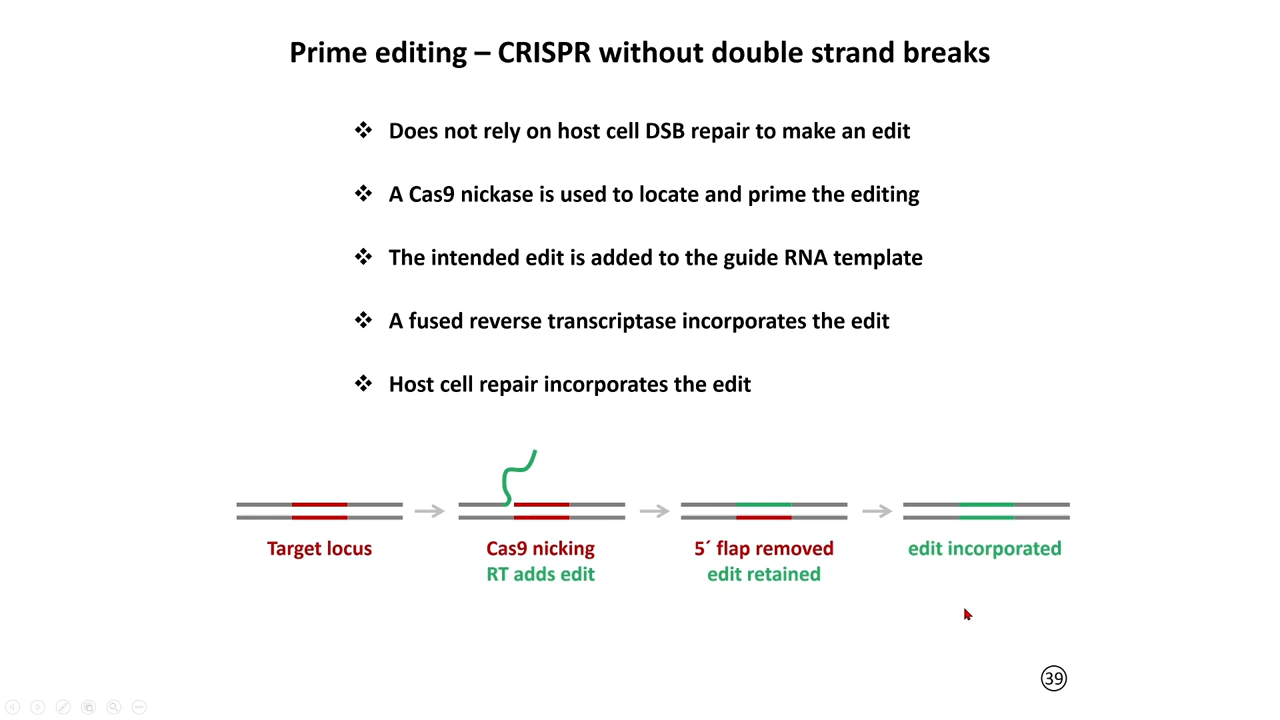 Prime editing – CRISPR without double strand breaks
❖ Does not rely on host cell DSB repair to make an edit
❖ A Cas9 nickase is used to locate and prime the editing
❖ The intended edit is added to the guide RNA template
❖ A fused reverse transcriptase incorporates the edit
❖ Host cell repair incorporates the edit
Target locus
Cas9 nicking
RT adds edit
5´ flap removed
edit retained
edit incorporated
39